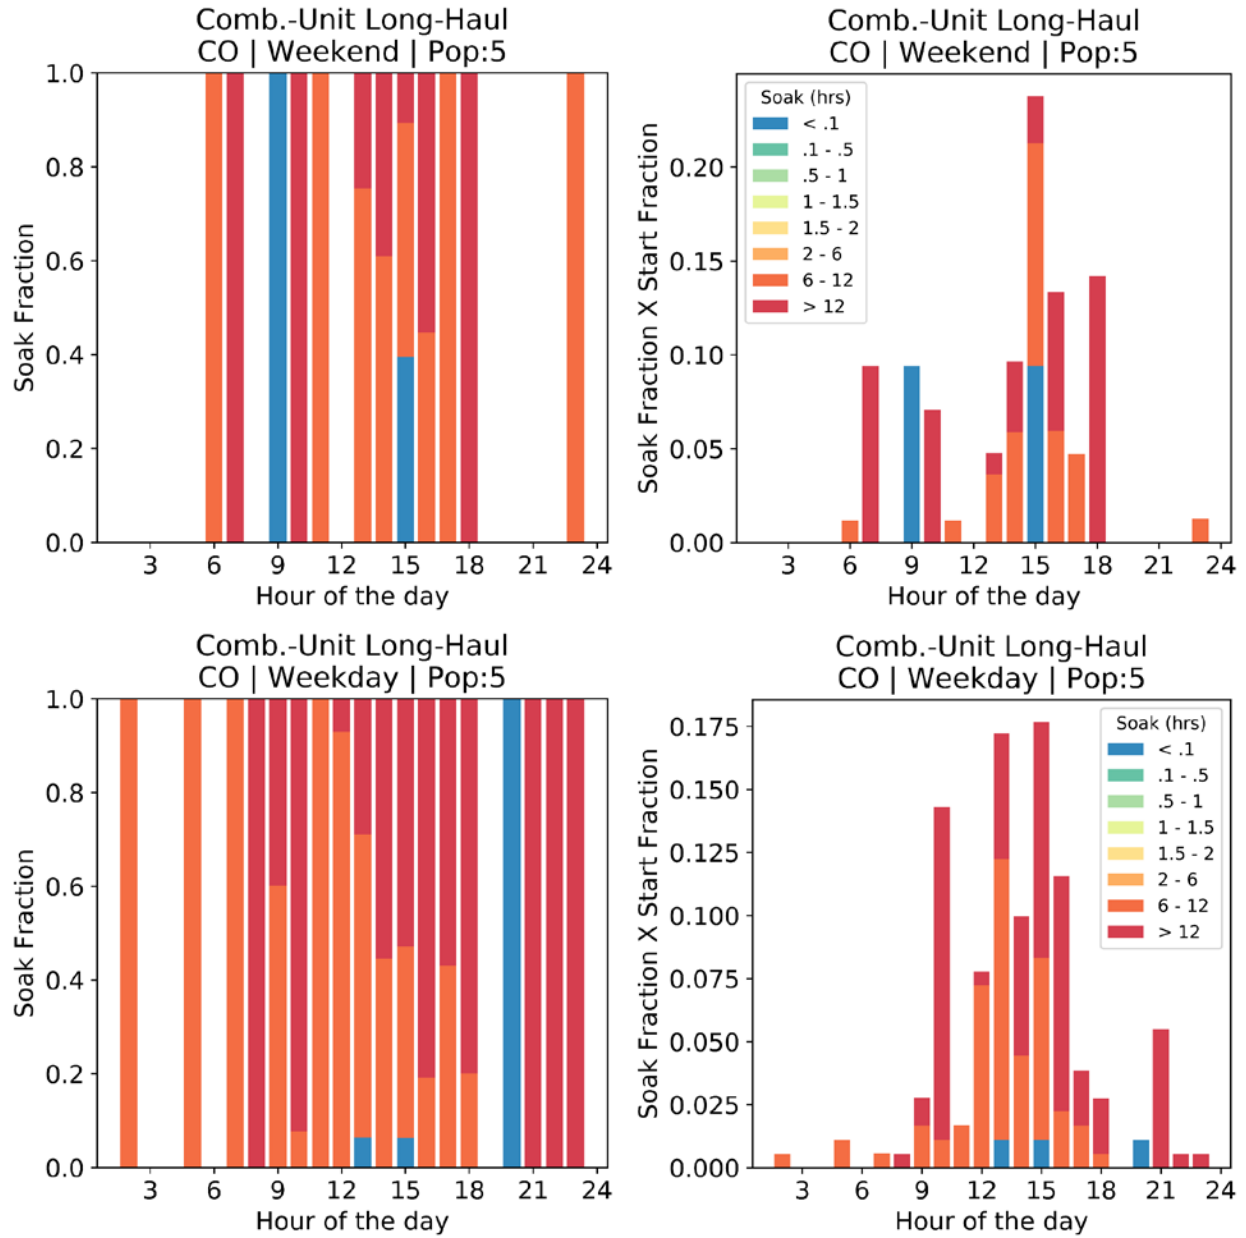 Comb.-Unit Long-Haul
CO | Weekend | Pop:5
1.0
0.8
0.6
0.4
0.2
0.0
Soak Fraction
3 6 9 12 15 18 21 24
Hour of the day
Comb.-Unit Long-Haul
CO | Weekend | Pop:5
0.20
0.15
0.10
0.05
0.00
Soak Fraction X Start Fraction
Soak (hrs)
< .1
.1 - .5
.5 - 1
1 - 1.5
1.5 - 2
2 - 6
6 - 12
> 12
3 6 9 12 15 18 21 24
Hour of the day
Comb.-Unit Long-Haul
CO | Weekday | Pop:5
1.0
0.8
0.6
0.4
0.2
0.0
Soak Fraction
3 6 9 12 15 18 21 24
Hour of the day
Comb.-Unit Long-Haul
CO | Weekday | Pop:5
0.175
0.150
0.125
0.100
0.075
0.050
0.025
0.000
Soak Fraction X Start Fraction
Soak (hrs)
< .1
.1 - .5
.5 - 1
1 - 1.5
1.5 - 2
2 - 6
6 - 12
> 12
3 6 9 12 15 18 21 24
Hour of the day